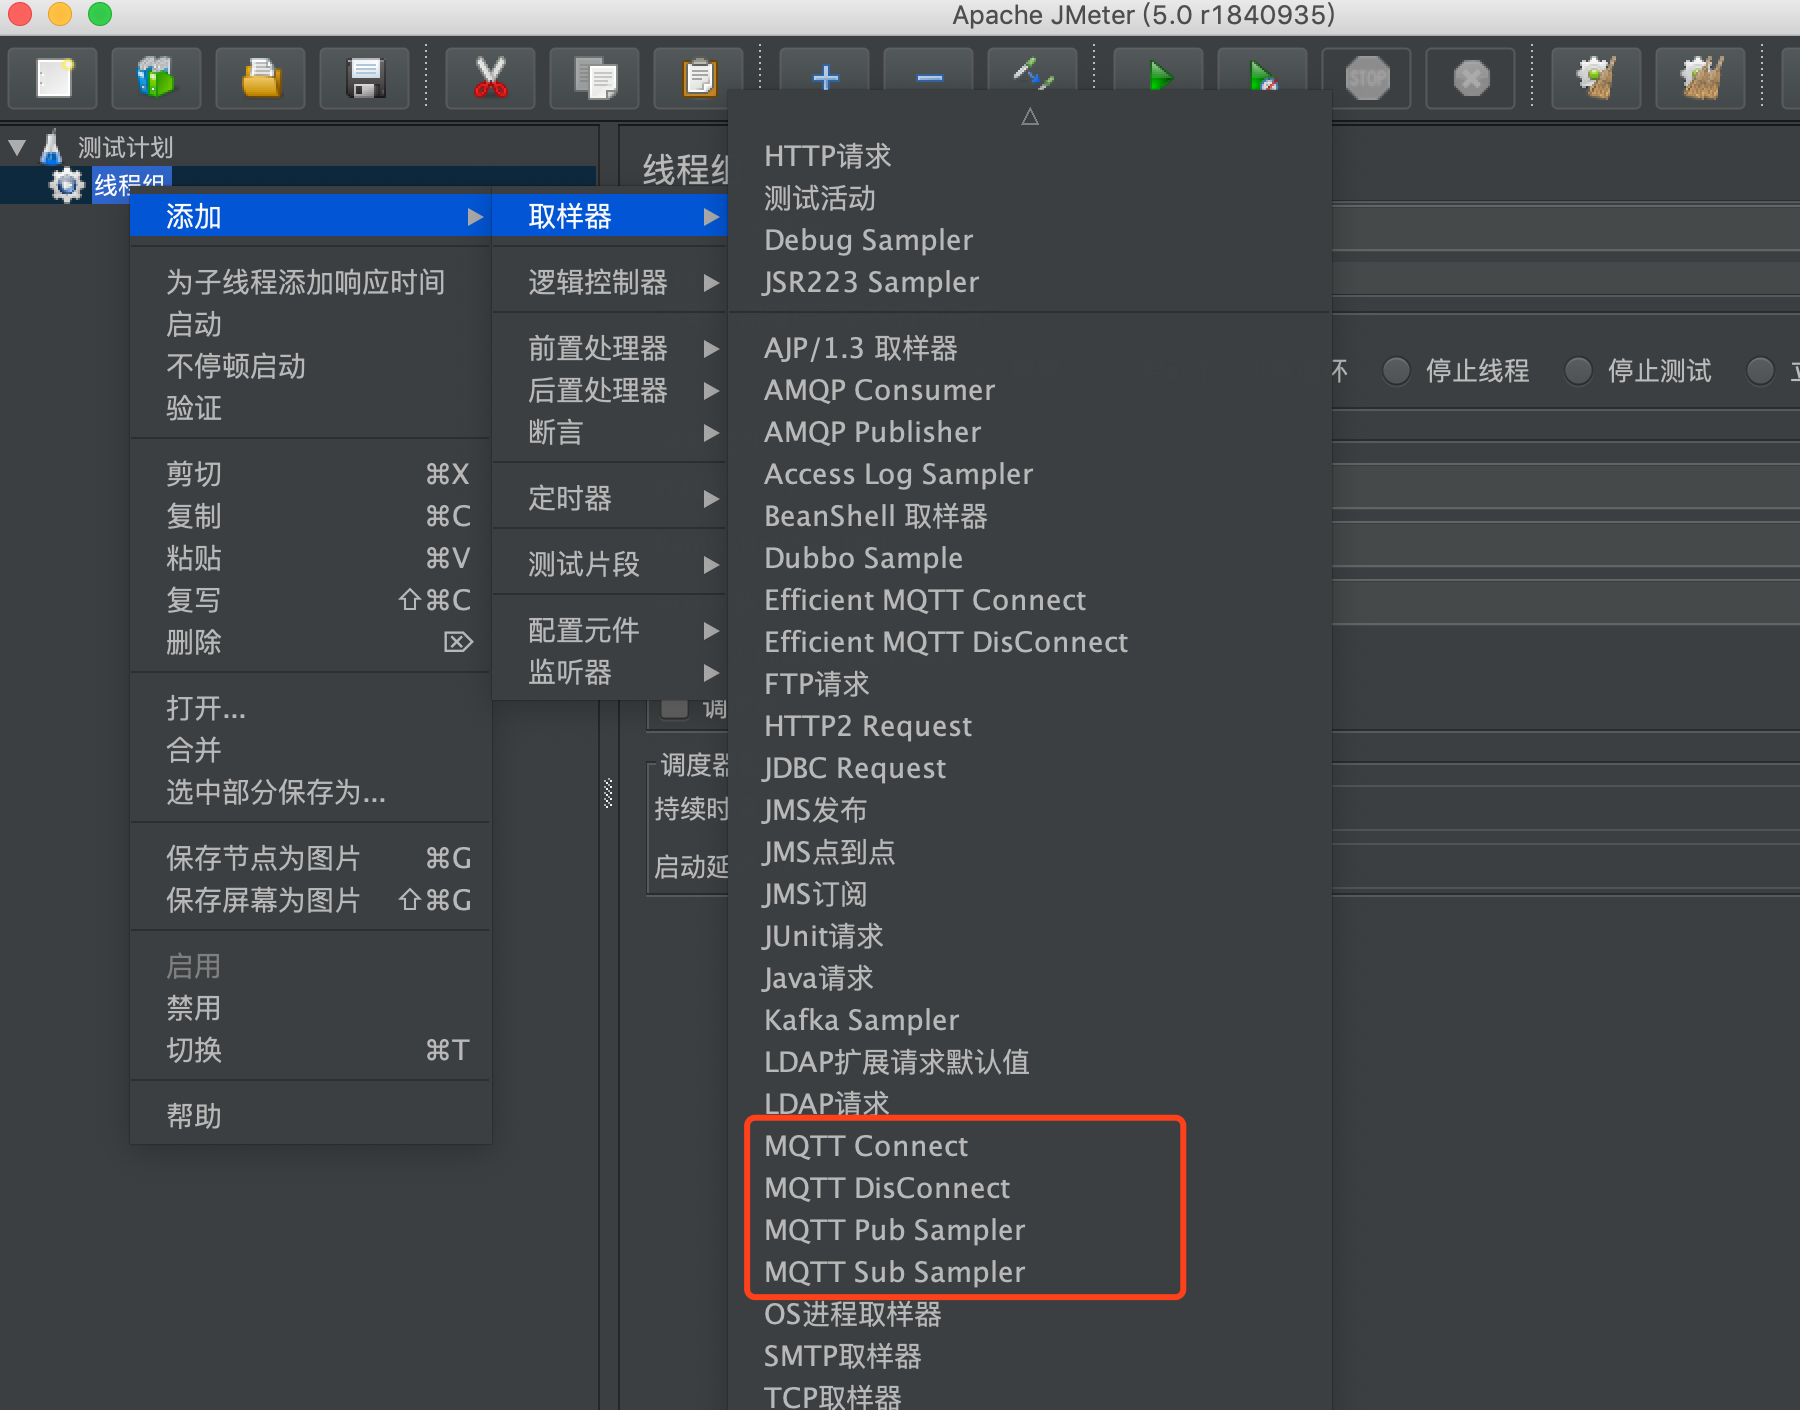 Apache JMeter (5.0 r1840935)
STOP
测试计划
线程组
线程组
添加
为子线程添加响应时间
启动
不停顿启动
验证
剪切 ⌘X
复制 ⌘C
粘贴 ⌘V
复写 ⇧⌘C
删除 ⌦
打开...
合并
选中部分保存为...
保存节点为图片 ⌘G
保存屏幕为图片 ⇧⌘G
启用
禁用
切换 ⌘T
帮助
取样器
逻辑控制器
前置处理器
后置处理器
断言
定时器
测试片段
配置元件
监听器
HTTP请求
测试活动
Debug Sampler
JSR223 Sampler
AJP/1.3 取样器
AMQP Consumer
AMQP Publisher
Access Log Sampler
BeanShell 取样器
Dubbo Sample
Efficient MQTT Connect
Efficient MQTT DisConnect
FTP请求
HTTP2 Request
JDBC Request
JMS发布
JMS点到点
JMS订阅
JUnit请求
Java请求
Kafka Sampler
LDAP扩展请求默认值
LDAP请求
MQTT Connect
MQTT DisConnect
MQTT Pub Sampler
MQTT Sub Sampler
OS进程取样器
SMTP取样器
TCP取样器
环 停止线程 停止测试
调
调度器
持续时
启动延